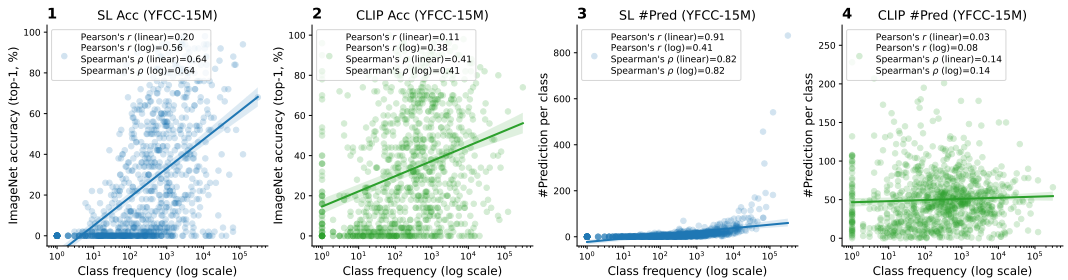 1 SL Acc (YFCC-15M)
Pearson's r (linear)=0.20
Pearson's r (log)=0.56
Spearman's ρ (linear)=0.64
Spearman's ρ (log)=0.64
ImageNet accuracy (top-1, %)
100
80
60
40
20
0
10⁰ 10¹ 10² 10³ 10⁴ 10⁵
Class frequency (log scale)
2 CLIP Acc (YFCC-15M)
Pearson's r (linear)=0.11
Pearson's r (log)=0.38
Spearman's ρ (linear)=0.41
Spearman's ρ (log)=0.41
ImageNet accuracy (top-1, %)
100
80
60
40
20
0
10⁰ 10¹ 10² 10³ 10⁴ 10⁵
Class frequency (log scale)
3 SL #Pred (YFCC-15M)
Pearson's r (linear)=0.91
Pearson's r (log)=0.41
Spearman's ρ (linear)=0.82
Spearman's ρ (log)=0.82
#Prediction per class
800
600
400
200
0
10⁰ 10¹ 10² 10³ 10⁴ 10⁵
Class frequency (log scale)
4 CLIP #Pred (YFCC-15M)
Pearson's r (linear)=0.03
Pearson's r (log)=0.08
Spearman's ρ (linear)=0.14
Spearman's ρ (log)=0.14
#Prediction per class
250
200
150
100
50
0
10⁰ 10¹ 10² 10³ 10⁴ 10⁵
Class frequency (log scale)